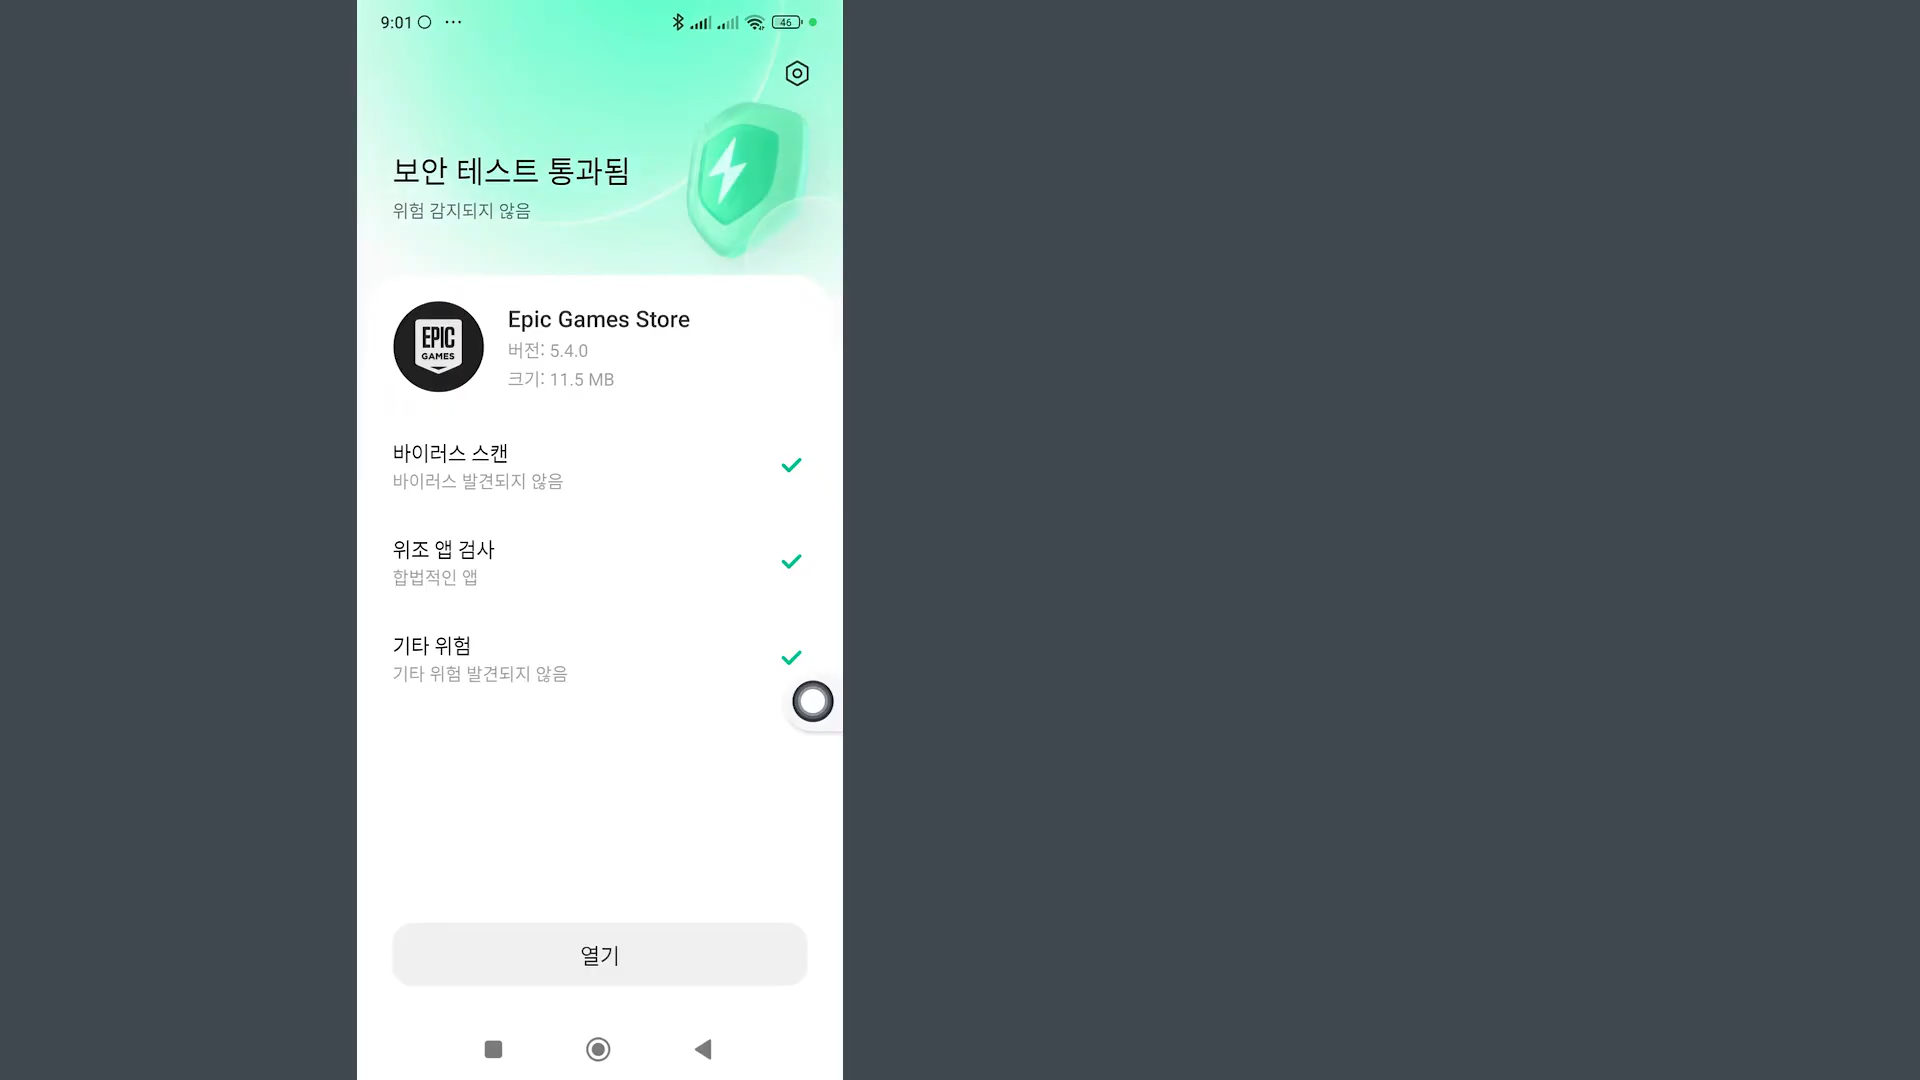 9:01
46
보안 테스트 통과됨
위험 감지되지 않음
EPIC
GAMES
Epic Games Store
버전: 5.4.0
크기: 11.5 MB
바이러스 스캔
바이러스 발견되지 않음
위조 앱 검사
합법적인 앱
기타 위험
기타 위험 발견되지 않음
열기